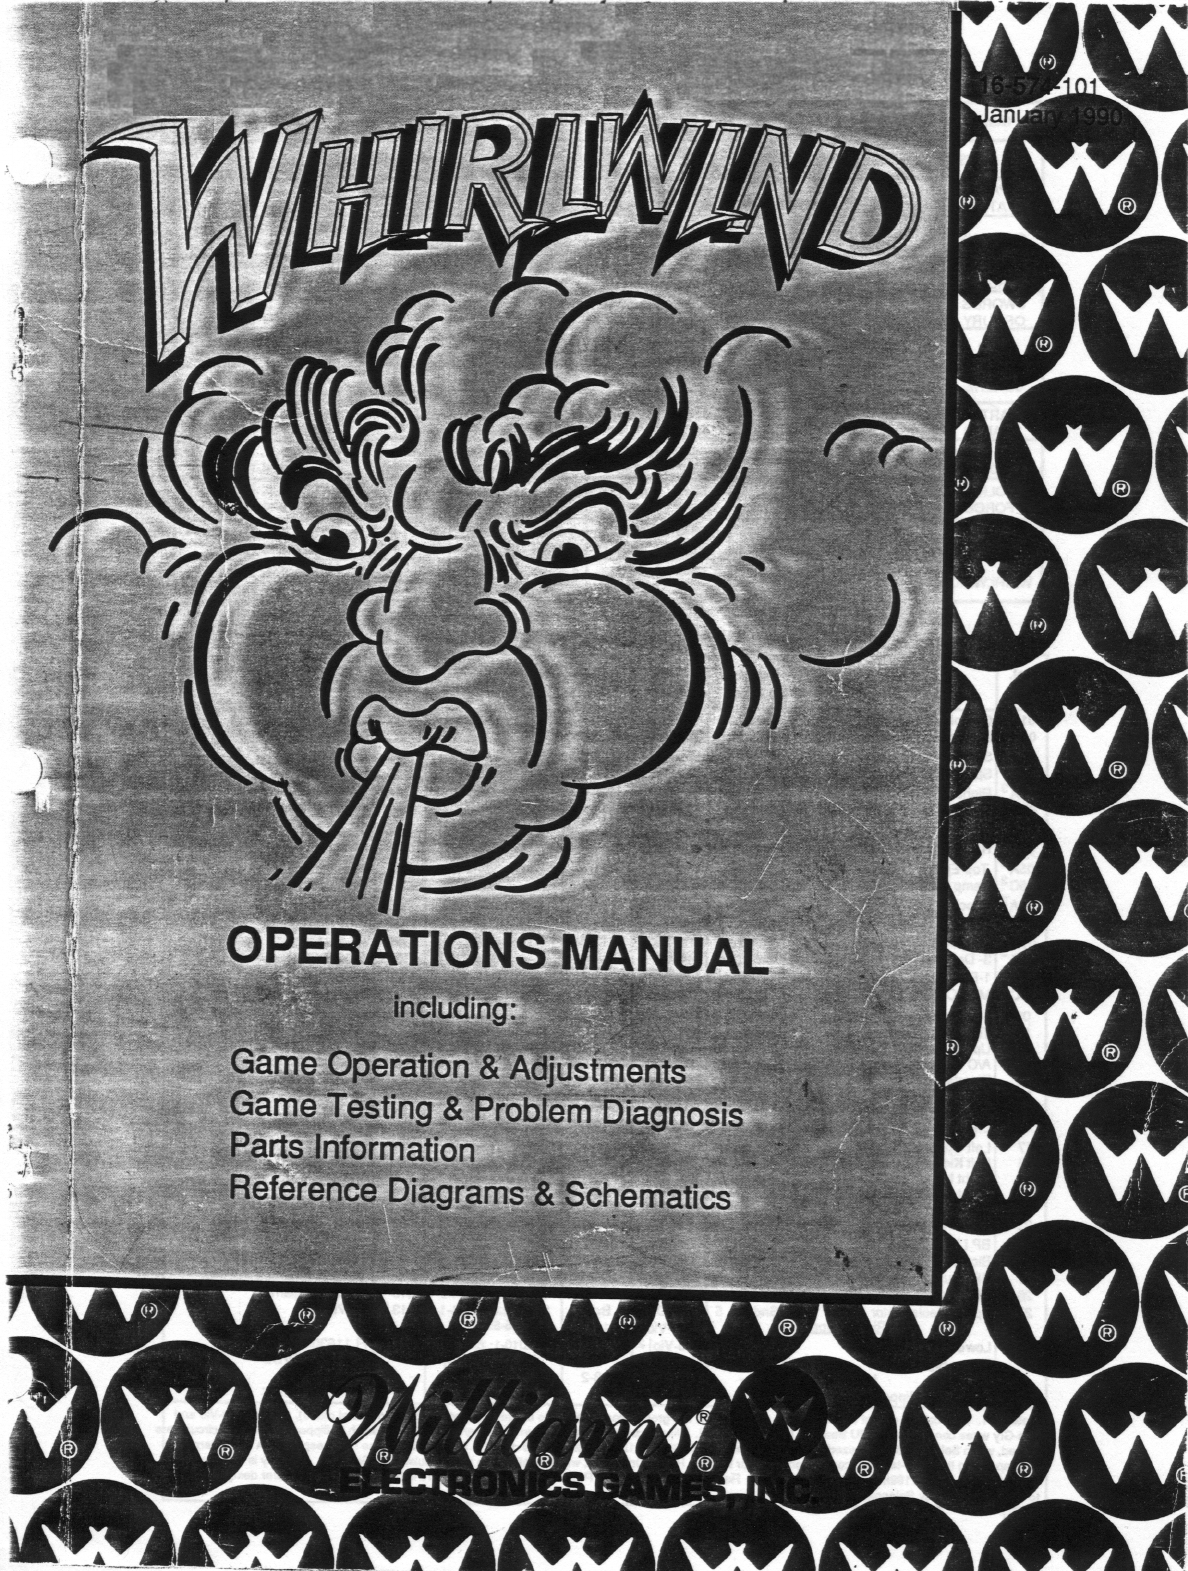 16-574-101
January 1990
WHIRLWIND
OPERATIONS MANUAL
including:
Game Operation & Adjustments
Game Testing & Problem Diagnosis
Parts Information
Reference Diagrams & Schematics
Williams®
ELECTRONICS GAMES, INC.